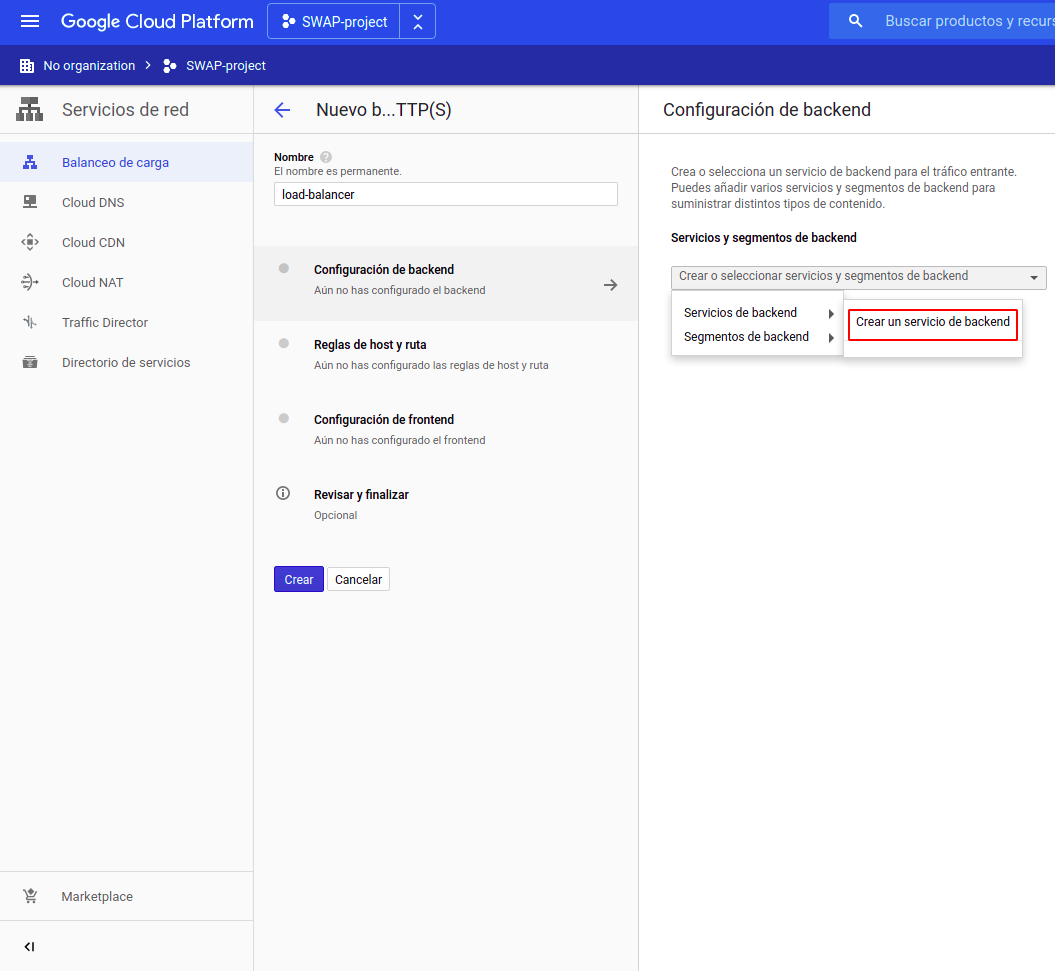 Google Cloud Platform
SWAP-project
Buscar productos y recurs
No organization
SWAP-project
Servicios de red
Balanceo de carga
Cloud DNS
Cloud CDN
Cloud NAT
Traffic Director
Directorio de servicios
Marketplace
Nuevo b...TTP(S)
Nombre
El nombre es permanente.
load-balancer
Configuración de backend
Aún no has configurado el backend
Reglas de host y ruta
Aún no has configurado las reglas de host y ruta
Configuración de frontend
Aún no has configurado el frontend
Revisar y finalizar
Opcional
Crear
Cancelar
Configuración de backend
Crea o selecciona un servicio de backend para el tráfico entrante.
Puedes añadir varios servicios y segmentos de backend para
suministrar distintos tipos de contenido.
Servicios y segmentos de backend
Crear o seleccionar servicios y segmentos de backend
Servicios de backend
Segmentos de backend
Crear un servicio de backend